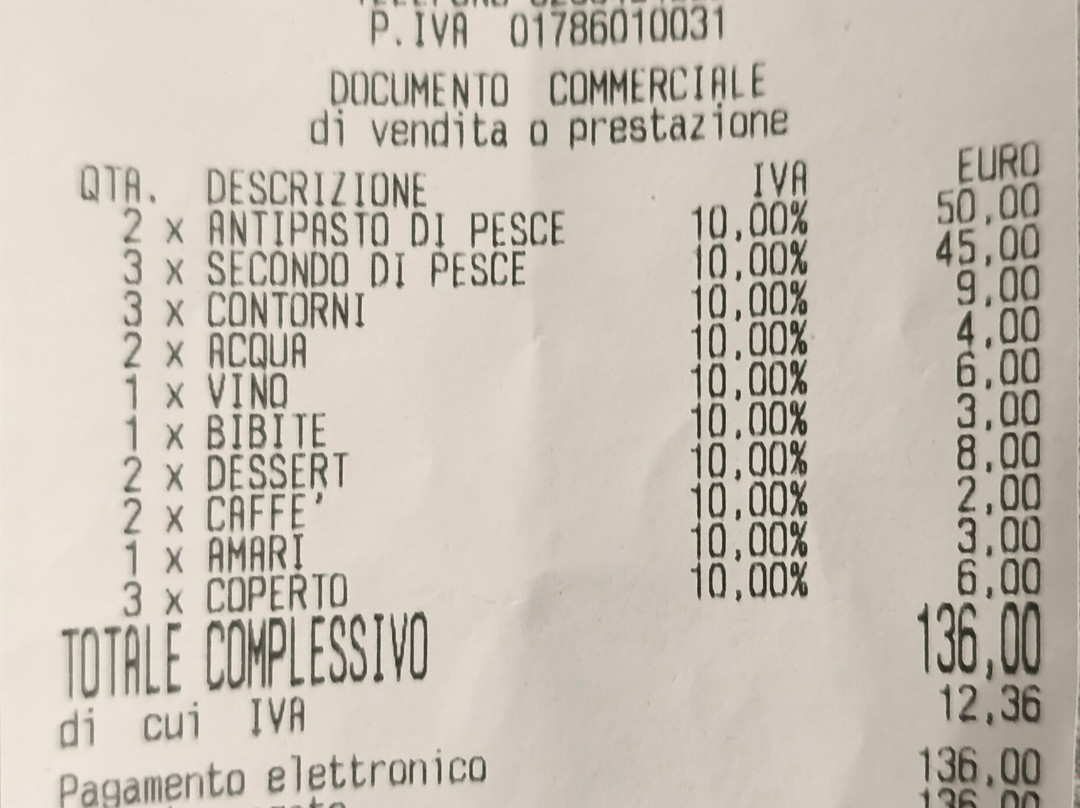 P.IVA 01786010031
DOCUMENTO COMMERCIALE
di vendita o prestazione
QTA. DESCRIZIONE IVA EURO
2 x ANTIPASTO DI PESCE 10,00% 50,00
3 x SECONDO DI PESCE 10,00% 45,00
3 x CONTORNI 10,00% 9,00
2 x ACQUA 10,00% 4,00
1 x VINO 10,00% 6,00
1 x BIBITE 10,00% 3,00
2 x DESSERT 10,00% 8,00
2 x CAFFE' 10,00% 2,00
1 x AMARI 10,00% 3,00
3 x COPERTO 10,00% 6,00
TOTALE COMPLESSIVO 136,00
di cui IVA 12,36
Pagamento elettronico 136,00
136,00